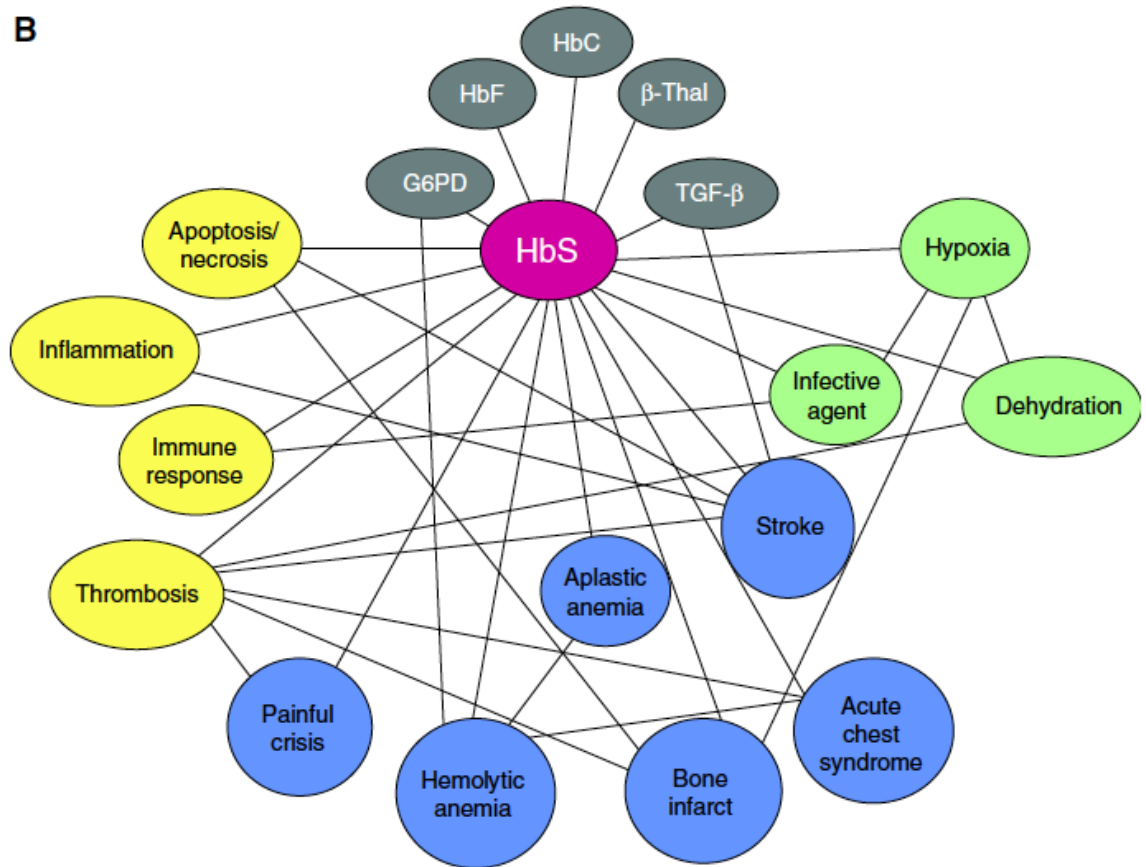 B
HbC
HbF
β-Thal
G6PD
TGF-β
Apoptosis/
necrosis
HbS
Hypoxia
Inflammation
Infective
agent
Dehydration
Immune
response
Stroke
Thrombosis
Aplastic
anemia
Painful
crisis
Hemolytic
anemia
Bone
infarct
Acute
chest
syndrome